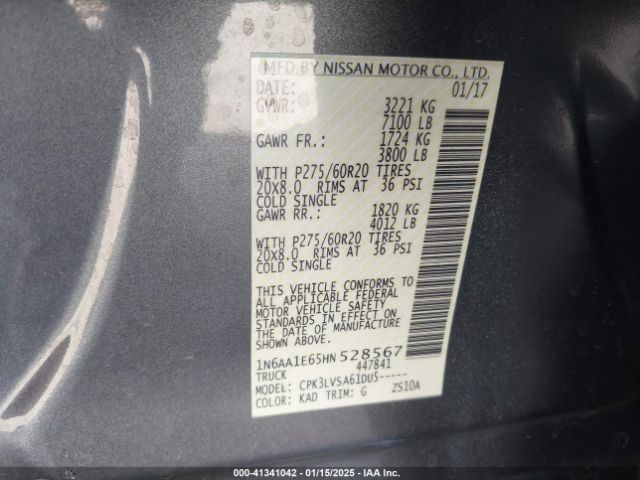 MFD BY NISSAN MOTOR CO., LTD.
DATE: 01/17
GVWR: 3221 KG
7100 LB
GAWR FR.: 1724 KG
3800 LB
WITH P275/60R20 TIRES
20X8.0 RIMS AT 36 PSI
COLD SINGLE
GAWR RR.: 1820 KG
4012 LB
WITH P275/60R20 TIRES
20X8.0 RIMS AT 36 PSI
COLD SINGLE
THIS VEHICLE CONFORMS TO
ALL APPLICABLE FEDERAL
MOTOR VEHICLE SAFETY
STANDARDS IN EFFECT ON
THE DATE OF MANUFACTURE
SHOWN ABOVE.
1N6AA1E65HN528567
TRUCK 447841
MODEL: CPK3LVSA61DUS-----
COLOR: KAD TRIM: G ZS10A
000-41341042 - 01/15/2025 - IAA Inc.